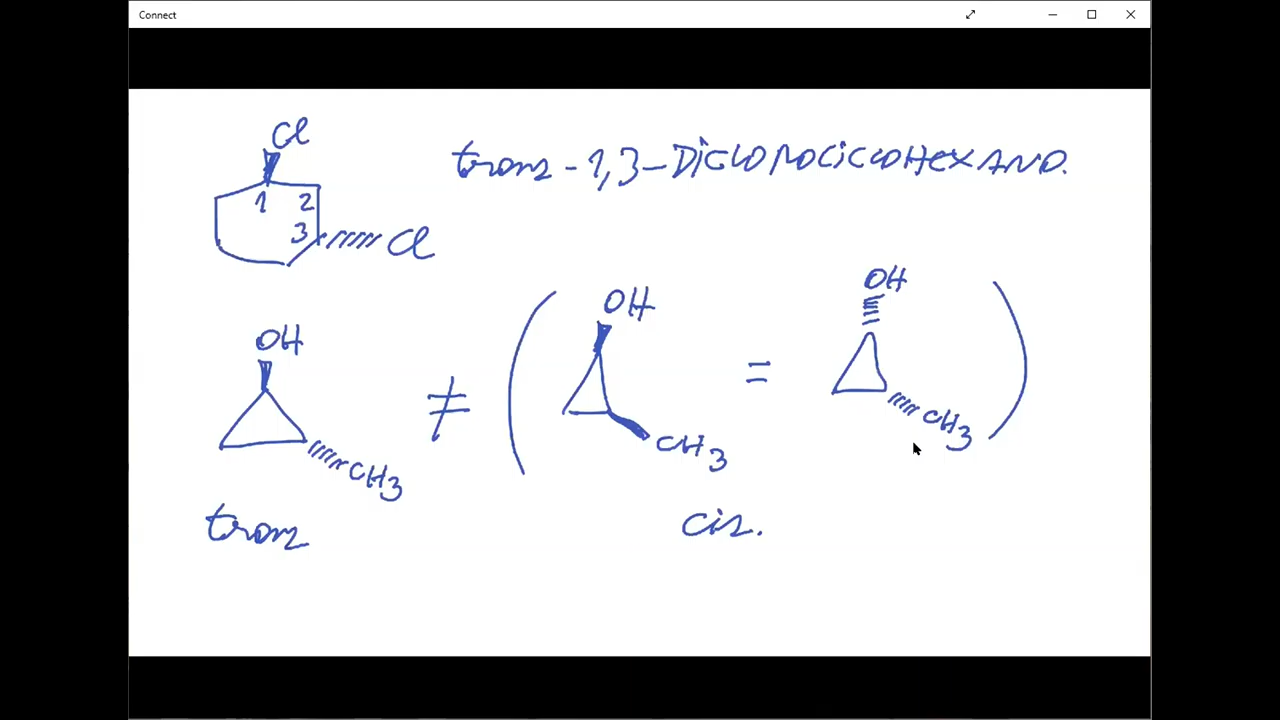 Connect
Cl
trans-1,3-DICLOROCICLOHEXANO.
1 2
3 Cl
OH
OH
OH
≠ ( = )
CH3
CH3
CH3
trans
cis.